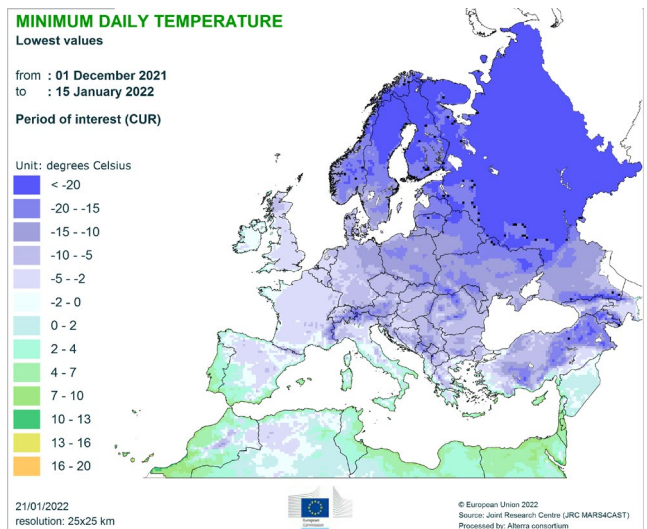 MINIMUM DAILY TEMPERATURE
Lowest values
from : 01 December 2021
to : 15 January 2022
Period of interest (CUR)
Unit: degrees Celsius
< -20
-20 - -15
-15 - -10
-10 - -5
-5 - -2
-2 - 0
0 - 2
2 - 4
4 - 7
7 - 10
10 - 13
13 - 16
16 - 20
21/01/2022
resolution: 25x25 km
European
Commission
© European Union 2022
Source: Joint Research Centre (JRC MARS4CAST)
Processed by: Alterra consortium